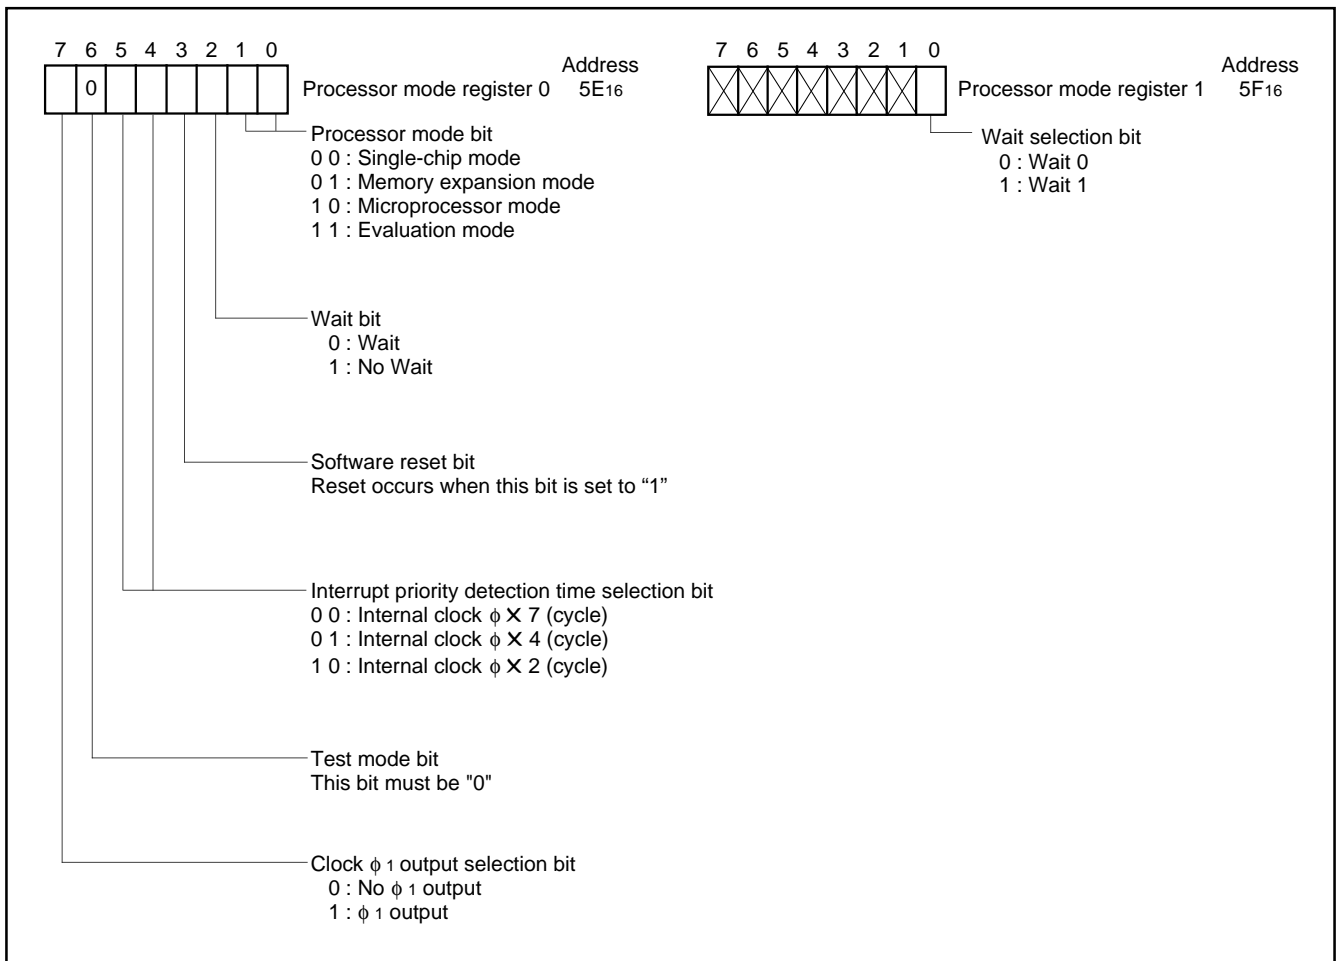 7 6 5 4 3 2 1 0
0
Processor mode register 0
Address
5E16
Processor mode bit
0 0 : Single-chip mode
0 1 : Memory expansion mode
1 0 : Microprocessor mode
1 1 : Evaluation mode
Wait bit
0 : Wait
1 : No Wait
Software reset bit
Reset occurs when this bit is set to “1”
Interrupt priority detection time selection bit
0 0 : Internal clock ϕ X 7 (cycle)
0 1 : Internal clock ϕ X 4 (cycle)
1 0 : Internal clock ϕ X 2 (cycle)
Test mode bit
This bit must be "0"
Clock ϕ 1 output selection bit
0 : No ϕ 1 output
1 : ϕ 1 output
7 6 5 4 3 2 1 0
Processor mode register 1
Address
5F16
Wait selection bit
0 : Wait 0
1 : Wait 1